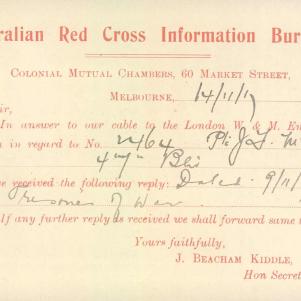 ralian Red Cross Information Bur
Colonial Mutual Chambers, 60 Market Street,
Melbourne, 14/11/17
ir,
In answer to our cable to the London W. & M. En
n in regard to No. 2464 Pte J.
Bn
e received the following reply: Dated 9/11/
Prisoner of War
If any further reply is received we shall forward same t
Yours faithfully,
J. BEACHAM KIDDLE,
Hon Secret